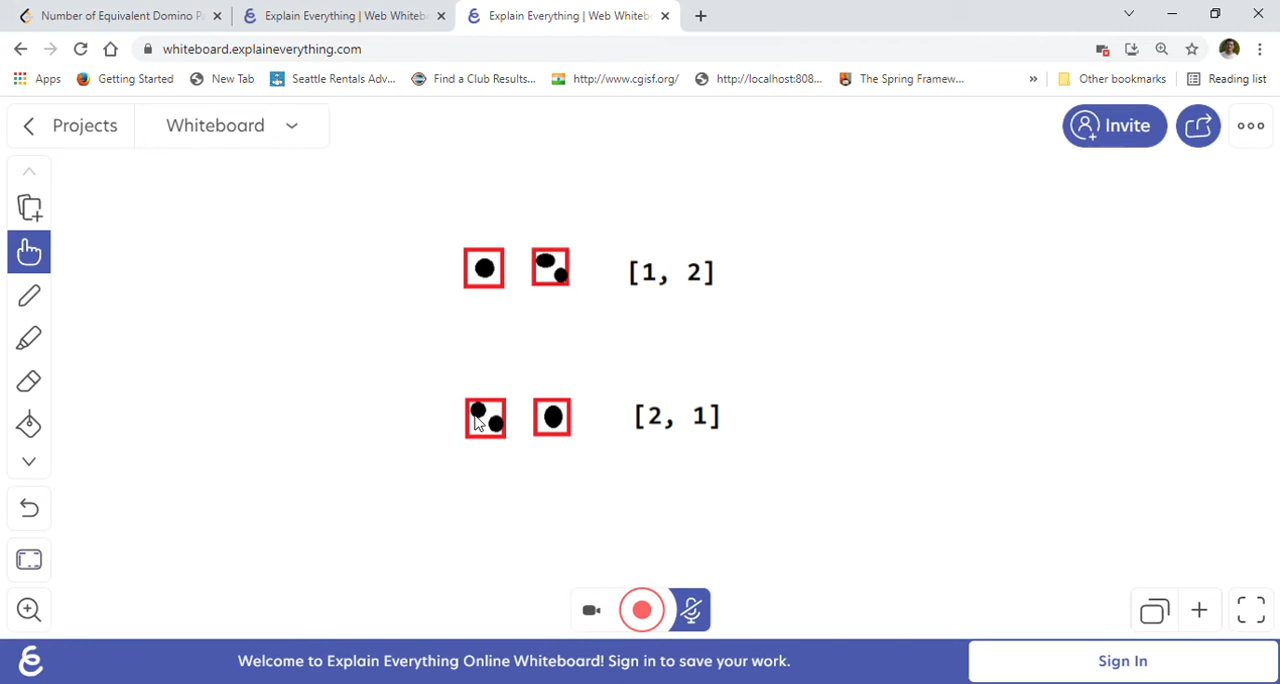 Number of Equivalent Domino Pa
Explain Everything | Web Whitebo
Explain Everything | Web Whitebo
whiteboard.explaineverything.com
Apps
Getting Started
New Tab
Seattle Rentals Adv...
Find a Club Results...
http://www.cgisf.org/
http://localhost:808...
The Spring Framew...
»
Other bookmarks
Reading list
Projects
Whiteboard
Invite
[1, 2]
[2, 1]
Welcome to Explain Everything Online Whiteboard! Sign in to save your work.
Sign In